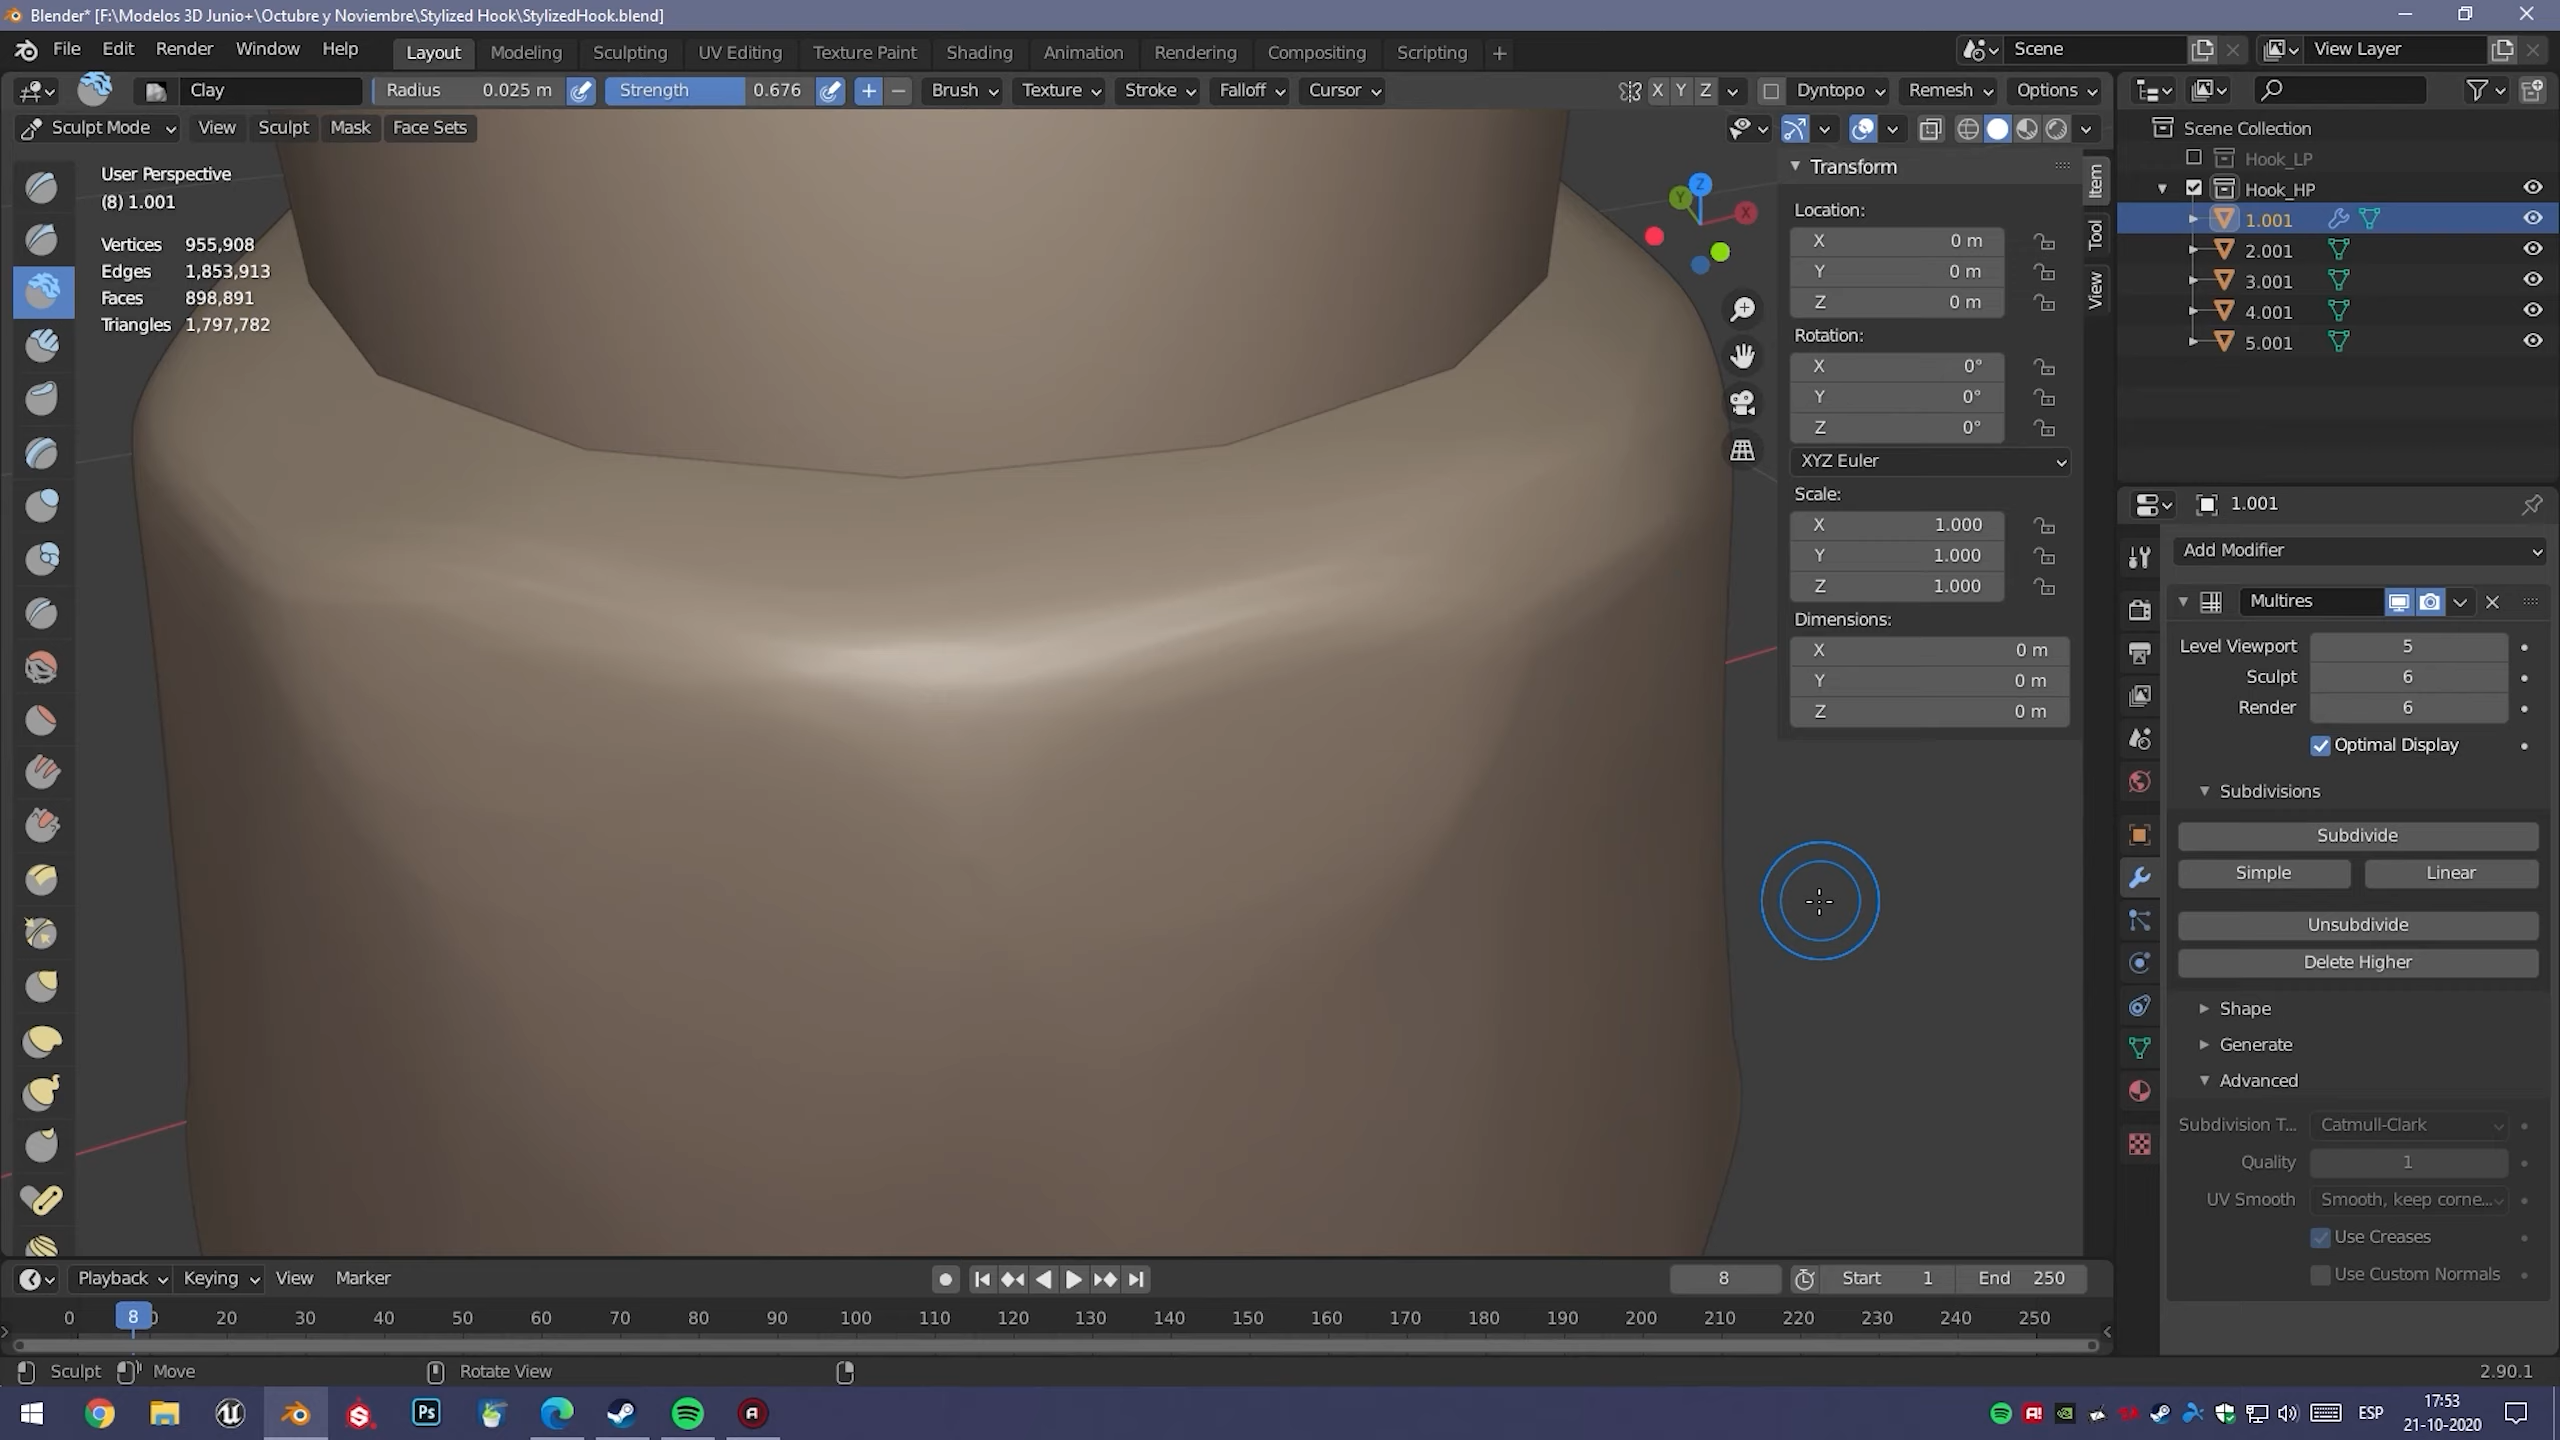 Blender* [F:\Modelos 3D Junio+\Octubre y Noviembre\Stylized Hook\StylizedHook.blend]
File Edit Render Window Help Layout Modeling Sculpting UV Editing Texture Paint Shading Animation Rendering Compositing Scripting + Scene View Layer
Clay Radius 0.025 m Strength 0.676 Brush Texture Stroke Falloff Cursor X Y Z Dyntopo Remesh Options
Sculpt Mode View Sculpt Mask Face Sets
User Perspective
(8) 1.001
Vertices 955,908
Edges 1,853,913
Faces 898,891
Triangles 1,797,782
Z
Y
X
Transform
Location:
X 0 m
Y 0 m
Z 0 m
Rotation:
X 0°
Y 0°
Z 0°
XYZ Euler
Scale:
X 1.000
Y 1.000
Z 1.000
Dimensions:
X 0 m
Y 0 m
Z 0 m
Item
Tool
View
Scene Collection
Hook_LP
Hook_HP
1.001
2.001
3.001
4.001
5.001
1.001
Add Modifier
Multires
Level Viewport 5
Sculpt 6
Render 6
Optimal Display
Subdivisions
Subdivide
Simple Linear
Unsubdivide
Delete Higher
Shape
Generate
Advanced
Subdivision T... Catmull-Clark
Quality 1
UV Smooth Smooth, keep corne...
Use Creases
Use Custom Normals
Playback Keying View Marker 8 Start 1 End 250
0 8 20 30 40 50 60 70 80 90 100 110 120 130 140 150 160 170 180 190 200 210 220 230 240 250
Sculpt Move Rotate View 2.90.1
Ps ESP 17:53
21-10-2020